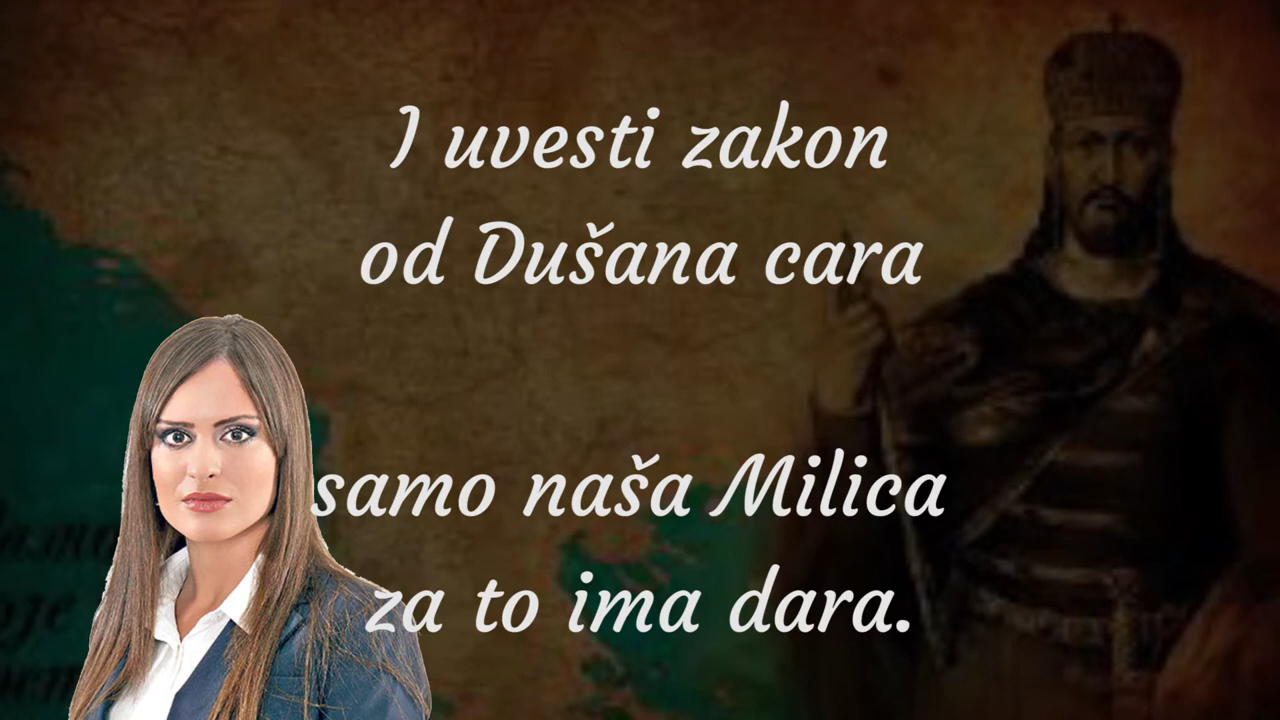 I uvesti zakon
od Dušana cara
samo naša Milica
za to ima dara.